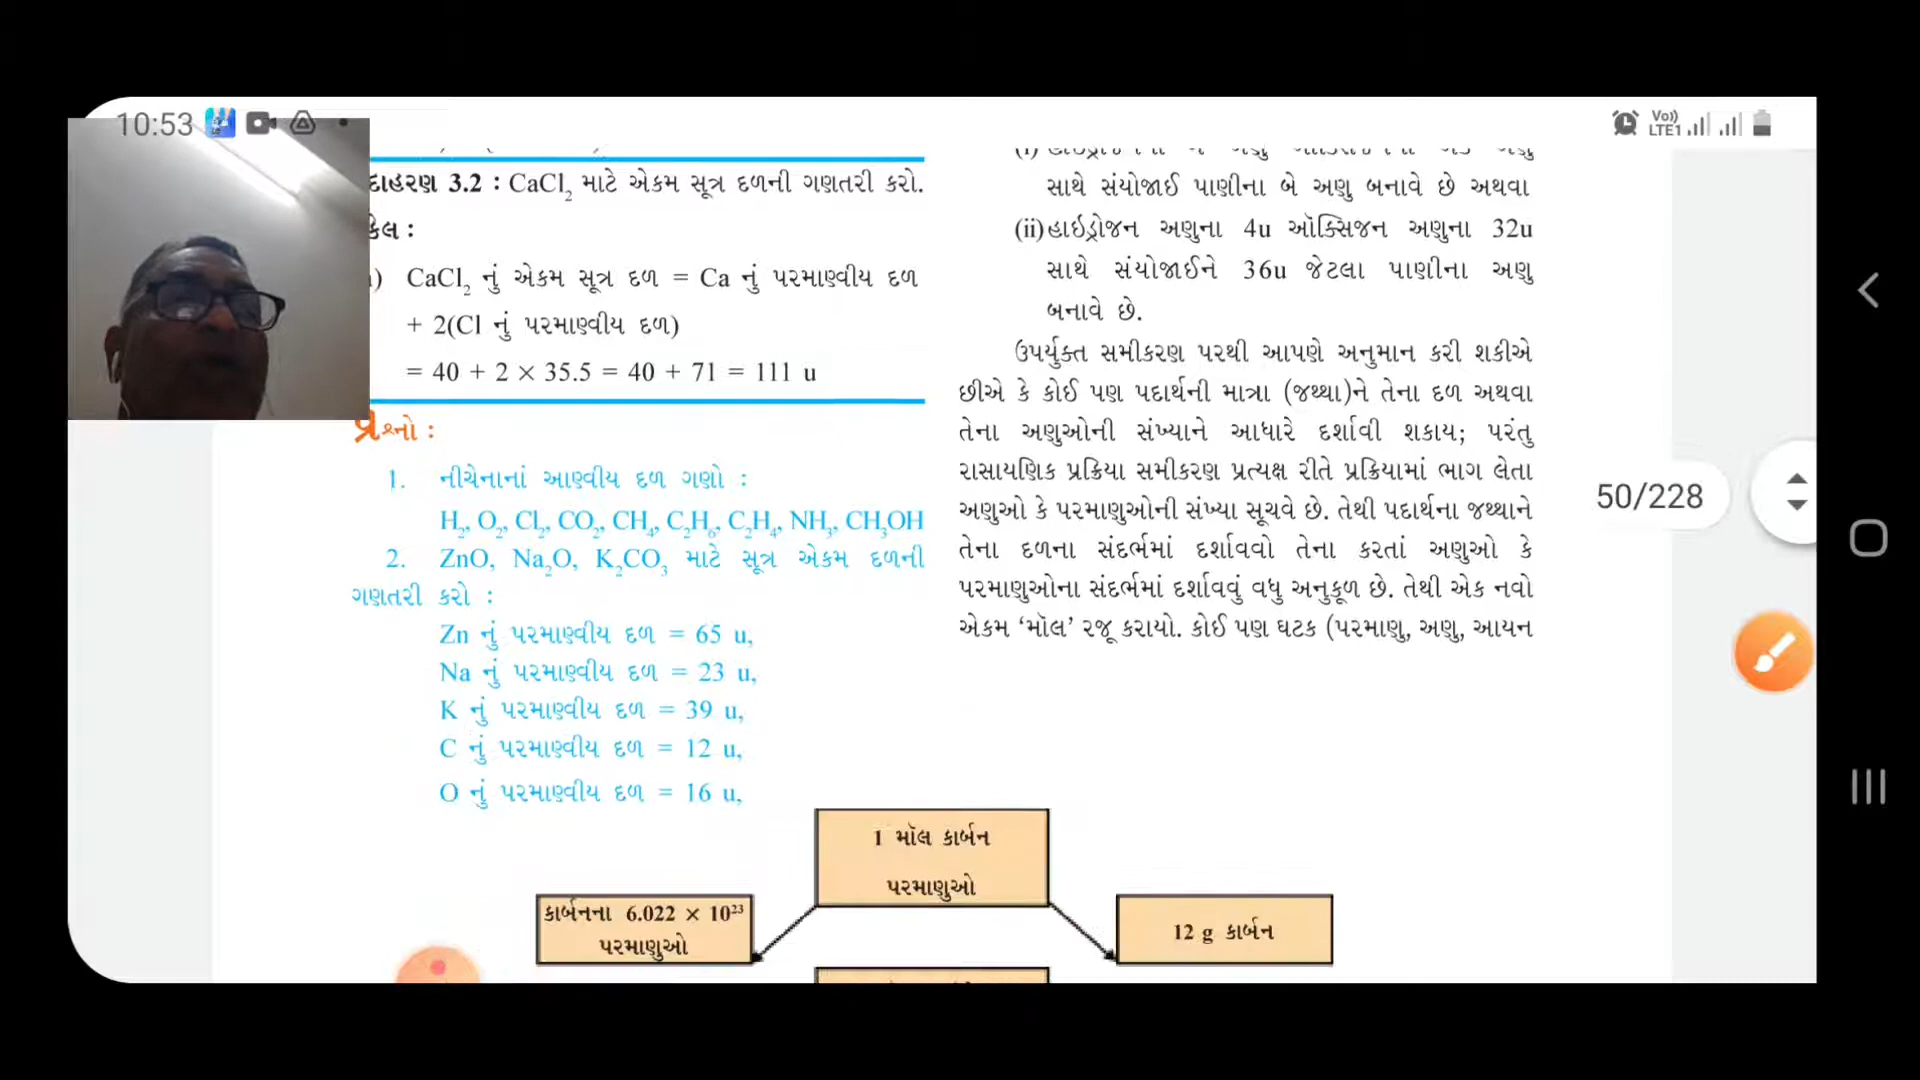 10:53
Vo)
LTE1
દાહરણ 3.2 : CaCl₂ માટે એકમ સૂત્ર દળની ગણતરી કરો.
કેલ :
CaCl₂ નું એકમ સૂત્ર દળ = Ca નું પરમાણ્વીય દળ
+ 2(Cl નું પરમાણ્વીય દળ)
= 40 + 2 × 35.5 = 40 + 71 = 111 u
પ્રશ્નો :
1. નીચેનાનાં આણ્વીય દળ ગણો :
H₂, O₂, Cl₂, CO₂, CH₄, C₂H₆, C₂H₄, NH₃, CH₃OH
2. ZnO, Na₂O, K₂CO₃ માટે સૂત્ર એકમ દળની
ગણતરી કરો :
Zn નું પરમાણ્વીય દળ = 65 u,
Na નું પરમાણ્વીય દળ = 23 u,
K નું પરમાણ્વીય દળ = 39 u,
C નું પરમાણ્વીય દળ = 12 u,
O નું પરમાણ્વીય દળ = 16 u,
સાથે સંયોજાઈ પાણીના બે અણુ બનાવે છે અથવા
(ii) હાઇડ્રોજન અણુના 4u ઑક્સિજન અણુના 32u
સાથે સંયોજાઈને 36u જેટલા પાણીના અણુ
બનાવે છે.
ઉપર્યુક્ત સમીકરણ પરથી આપણે અનુમાન કરી શકીએ
છીએ કે કોઈ પણ પદાર્થની માત્રા (જથ્થા)ને તેના દળ અથવા
તેના અણુઓની સંખ્યાને આધારે દર્શાવી શકાય; પરંતુ
રાસાયણિક પ્રક્રિયા સમીકરણ પ્રત્યક્ષ રીતે પ્રક્રિયામાં ભાગ લેતા
અણુઓ કે પરમાણુઓની સંખ્યા સૂચવે છે. તેથી પદાર્થના જથ્થાને
તેના દળના સંદર્ભમાં દર્શાવવો તેના કરતાં અણુઓ કે
પરમાણુઓના સંદર્ભમાં દર્શાવવું વધુ અનુકૂળ છે. તેથી એક નવો
એકમ ‘મૉલ’ રજૂ કરાયો. કોઈ પણ ઘટક (પરમાણુ, અણુ, આયન
50/228
1 મૉલ કાર્બન
પરમાણુઓ
કાર્બનના 6.022 × 10²³
પરમાણુઓ
12 g કાર્બન